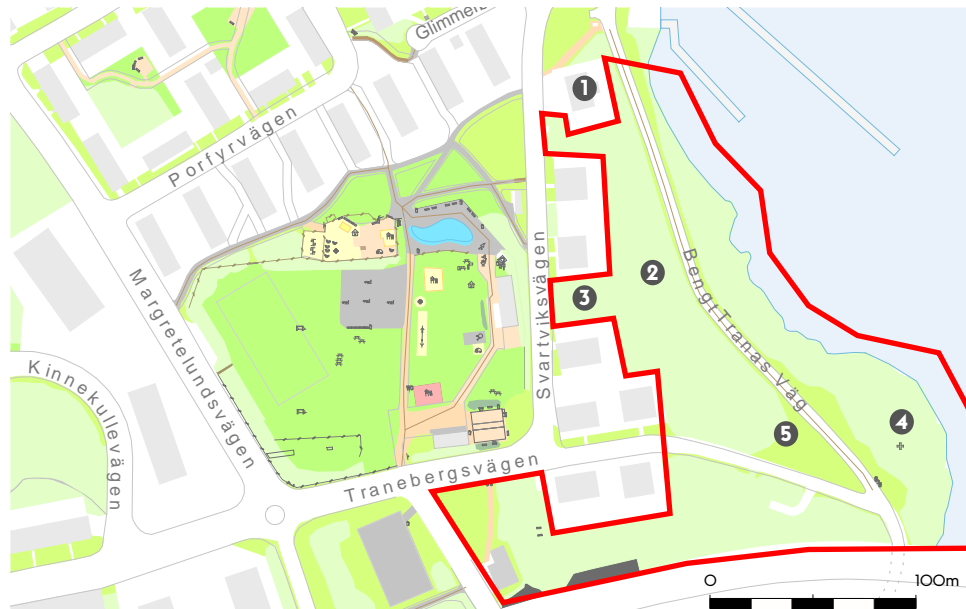 Porfyrvägen
Margretelundsvägen
Kinnekullevägen
Tranebergsvägen
Svartviksvägen
Bengt Tranas Väg
1
2
3
4
5
0
100m